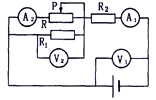 A₂ P R₂ A₁
R
R₁
V₂ V₁